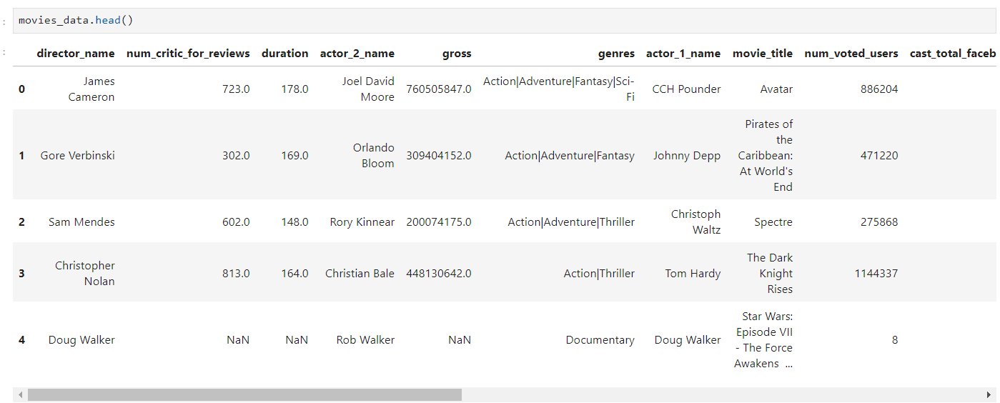 : movies_data.head()
:
director_name num_critic_for_reviews duration actor_2_name gross genres actor_1_name movie_title num_voted_users cast_total_faceb
0 James Cameron 723.0 178.0 Joel David Moore 760505847.0 Action|Adventure|Fantasy|Sci-Fi CCH Pounder Avatar 886204
1 Gore Verbinski 302.0 169.0 Orlando Bloom 309404152.0 Action|Adventure|Fantasy Johnny Depp Pirates of the Caribbean: At World's End 471220
2 Sam Mendes 602.0 148.0 Rory Kinnear 200074175.0 Action|Adventure|Thriller Christoph Waltz Spectre 275868
3 Christopher Nolan 813.0 164.0 Christian Bale 448130642.0 Action|Thriller Tom Hardy The Dark Knight Rises 1144337
4 Doug Walker NaN NaN Rob Walker NaN Documentary Doug Walker Star Wars: Episode VII - The Force Awakens ... 8